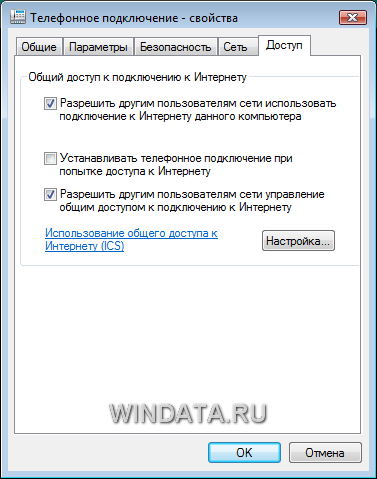 Телефонное подключение - свойства
Общие Параметры Безопасность Сеть Доступ
Общий доступ к подключению к Интернету
Разрешить другим пользователям сети использовать
подключение к Интернету данного компьютера
Устанавливать телефонное подключение при
попытке доступа к Интернету
Разрешить другим пользователям сети управление
общим доступом к подключению к Интернету
Использование общего доступа к
Интернету (ICS)
Настройка...
WINDATA.RU
OK Отмена